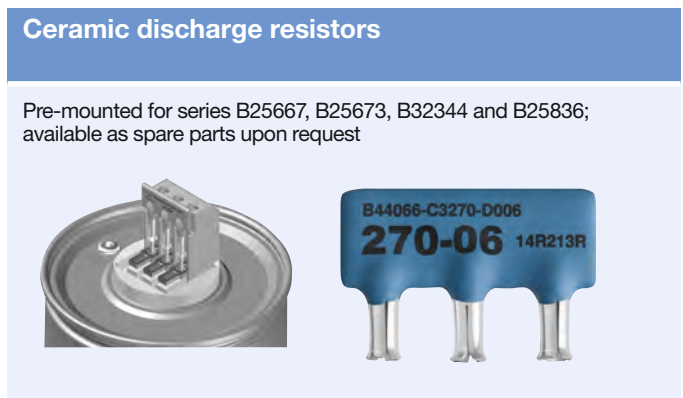 Ceramic discharge resistors
Pre-mounted for series B25667, B25673, B32344 and B25836;
available as spare parts upon request
B44066-C3270-D006
270-06 14R213R